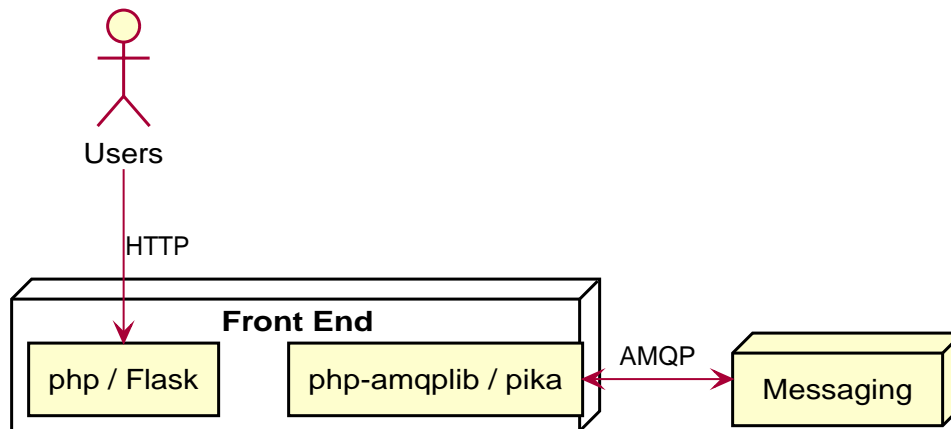 Users
HTTP
Front End
php / Flask
php-amqplib / pika
AMQP
Messaging